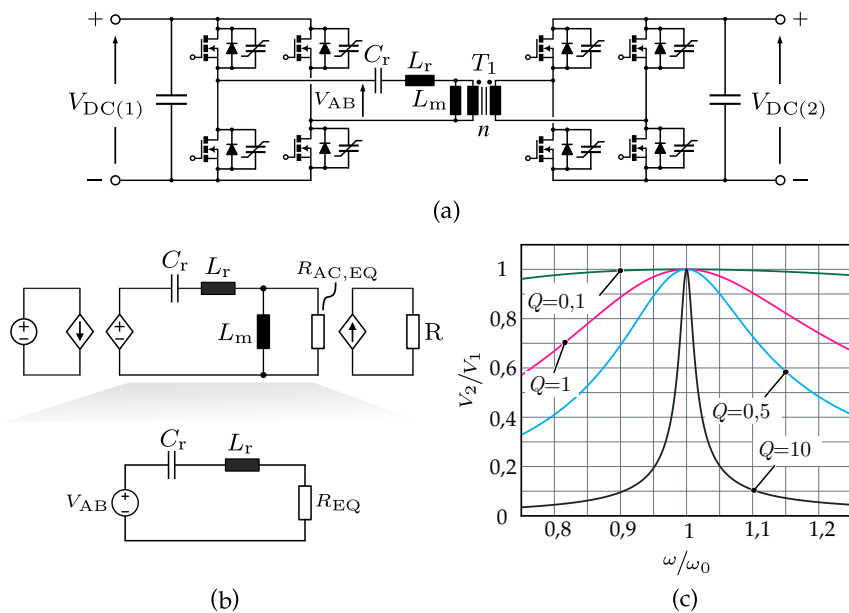 + + + +
V_DC(1) C_r L_r T_1 V_DC(2)
V_AB L_m
n
− − − −
(a)
C_r L_r R_AC,EQ
L_m R
C_r L_r
V_AB R_EQ
(b)
V_2/V_1
1
0,8
0,6
0,4
0,2
0
Q=0,1
Q=1
Q=0,5
Q=10
0,8 0,9 1 1,1 1,2
ω/ω_0
(c)